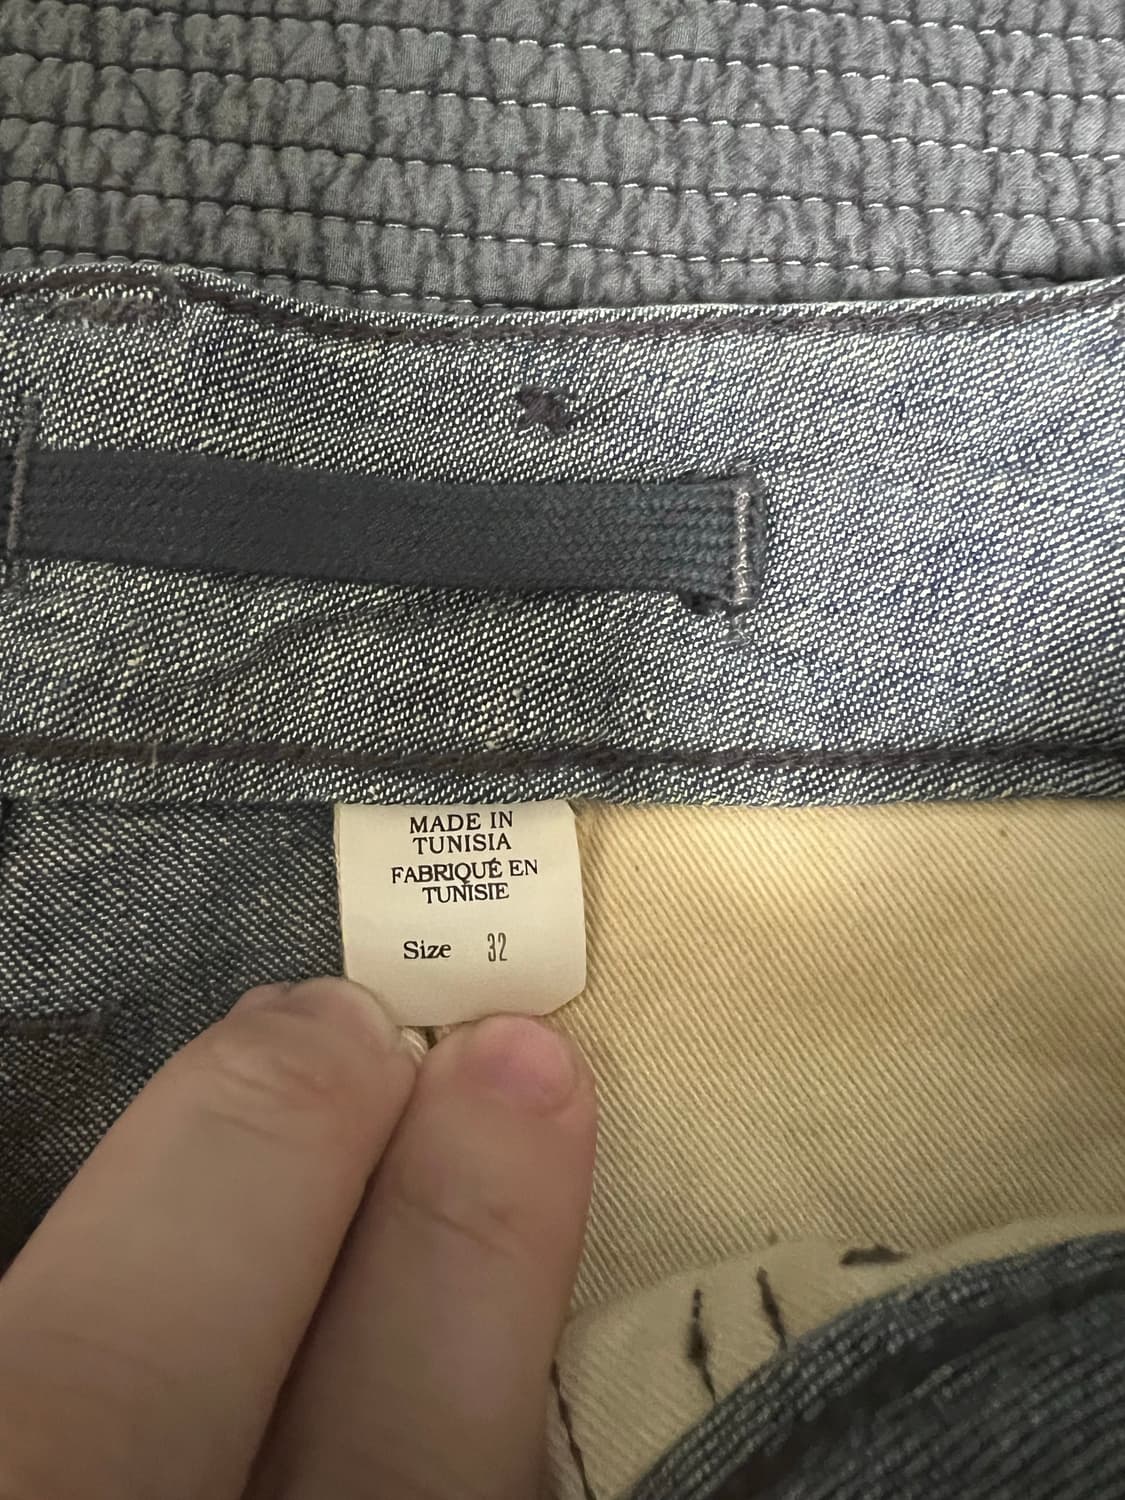 MADE IN
TUNISIA
FABRIQUÉ EN
TUNISIE
Size 32